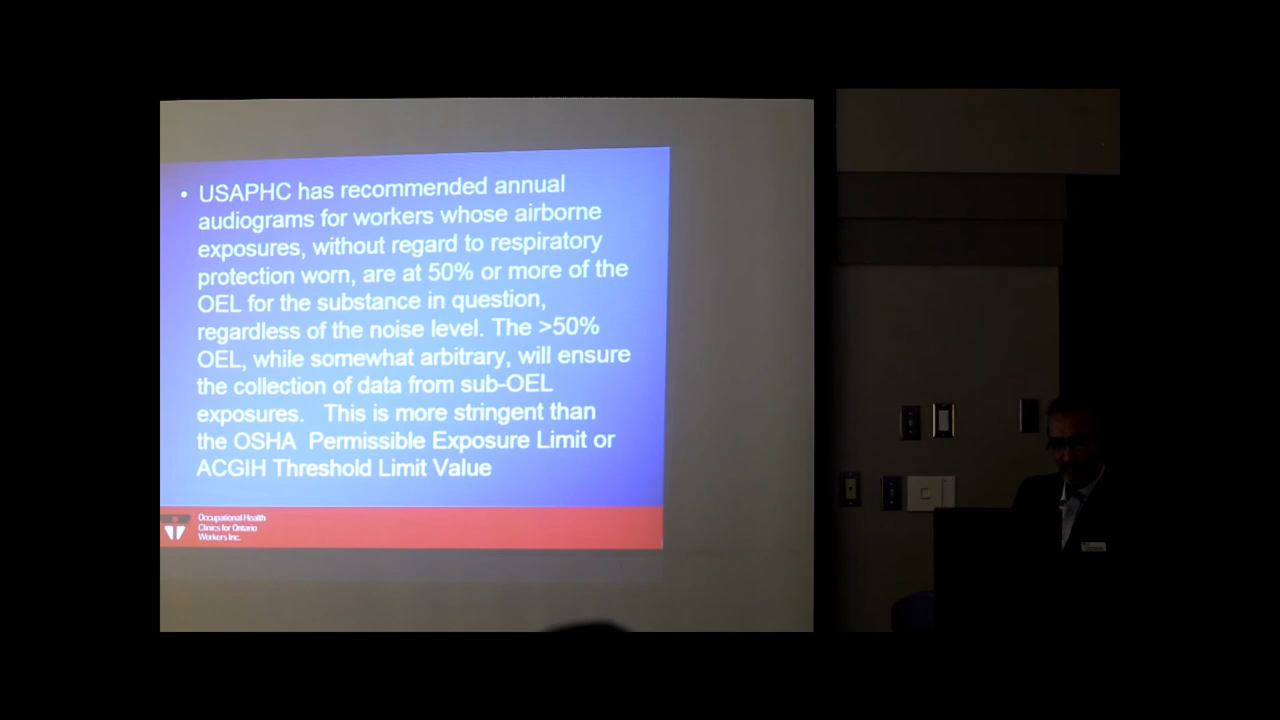 • USAPHC has recommended annual
audiograms for workers whose airborne
exposures, without regard to respiratory
protection worn, are at 50% or more of the
OEL for the substance in question,
regardless of the noise level. The >50%
OEL, while somewhat arbitrary, will ensure
the collection of data from sub-OEL
exposures. This is more stringent than
the OSHA Permissible Exposure Limit or
ACGIH Threshold Limit Value
Occupational Health
Clinics for Ontario
Workers Inc.